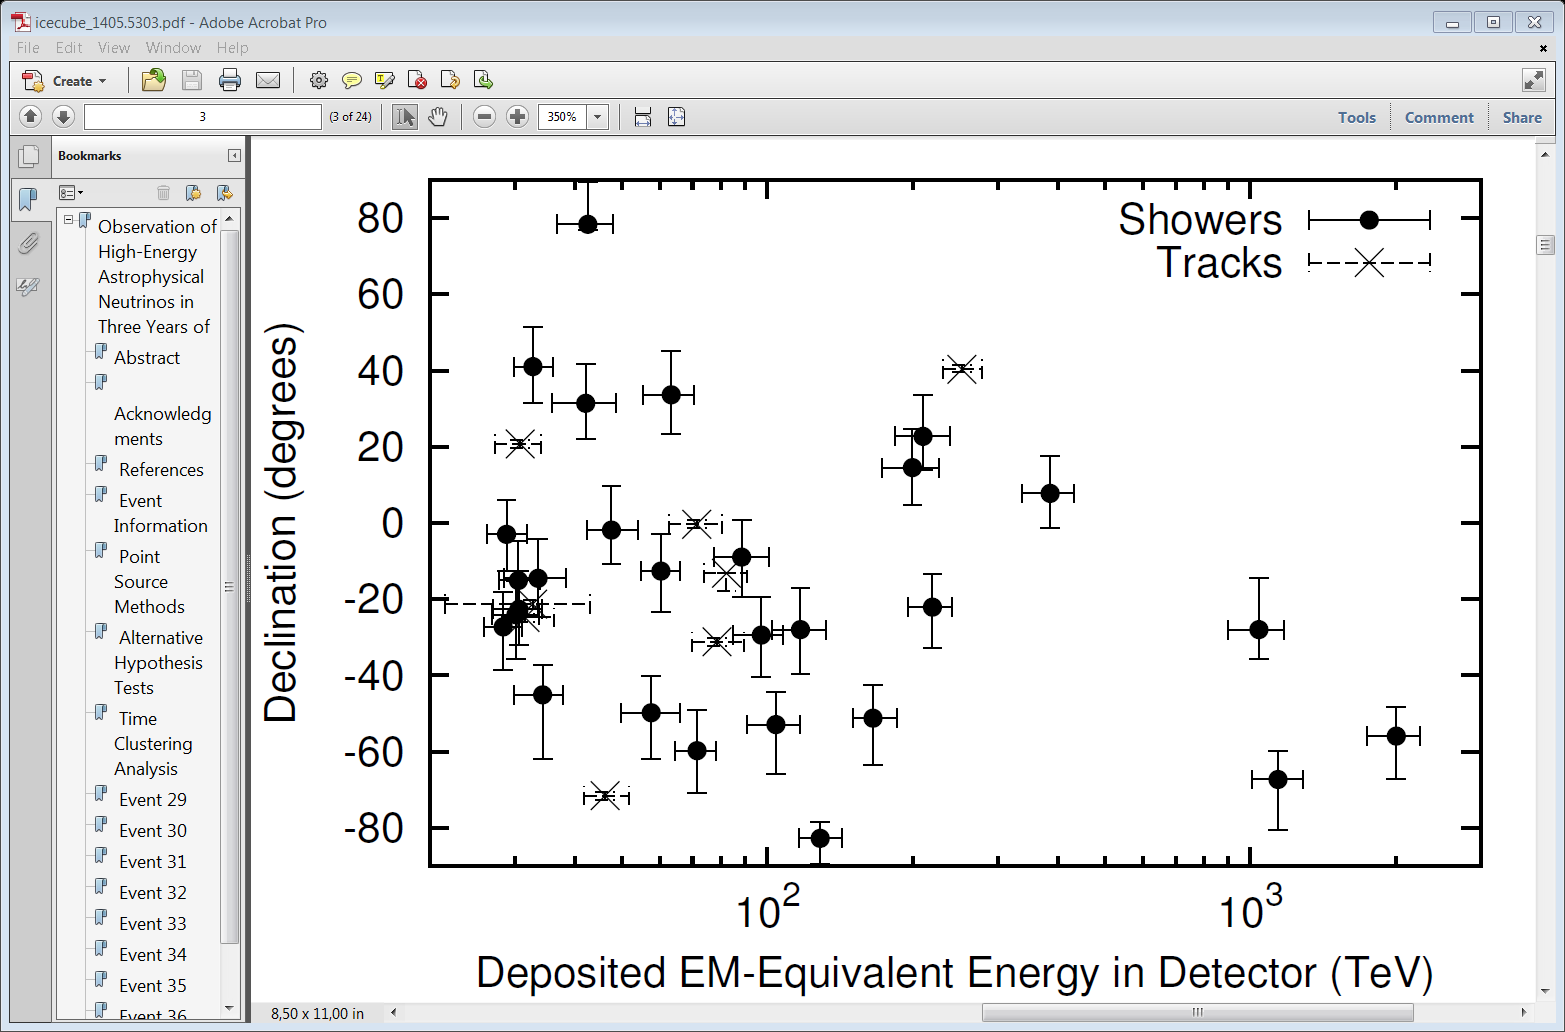 icecube_1405.5303.pdf - Adobe Acrobat Pro
File Edit View Window Help
Create
3
(3 of 24)
350%
Tools
Comment
Share
Bookmarks
Observation of
High-Energy
Astrophysical
Neutrinos in
Three Years of
Abstract
Acknowledg
ments
References
Event
Information
Point
Source
Methods
Alternative
Hypothesis
Tests
Time
Clustering
Analysis
Event 29
Event 30
Event 31
Event 32
Event 33
Event 34
Event 35
Event 36
Declination (degrees)
80
60
40
20
0
-20
-40
-60
-80
Showers
Tracks
10²
10³
Deposited EM-Equivalent Energy in Detector (TeV)
8,50 x 11,00 in